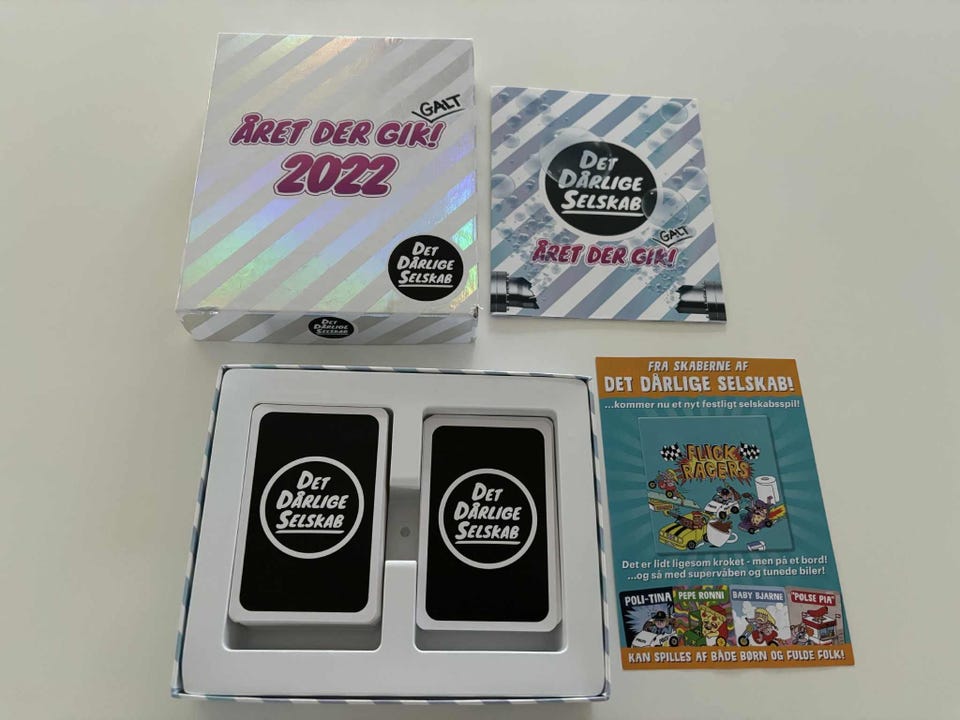 GALT
ÅRET DER GIK!
2022
DET
DÅRLIGE
SELSKAB
DET
DÅRLIGE
SELSKAB
DET
DÅRLIGE
SELSKAB
GALT
ÅRET DER GIK!
DET
DÅRLIGE
SELSKAB
DET
DÅRLIGE
SELSKAB
FRA SKABERNE AF
DET DÅRLIGE SELSKAB!
...kommer nu et nyt festligt selskabsspil!
FLICK
RACERS
Det er lidt ligesom kroket - men på et bord!
...og så med supervåben og tunede biler!
POLI-TINA
PEPE RONNI
BABY BJARNE
"POLSE PIA"
KAN SPILLES AF BÅDE BØRN OG FULDE FOLK!